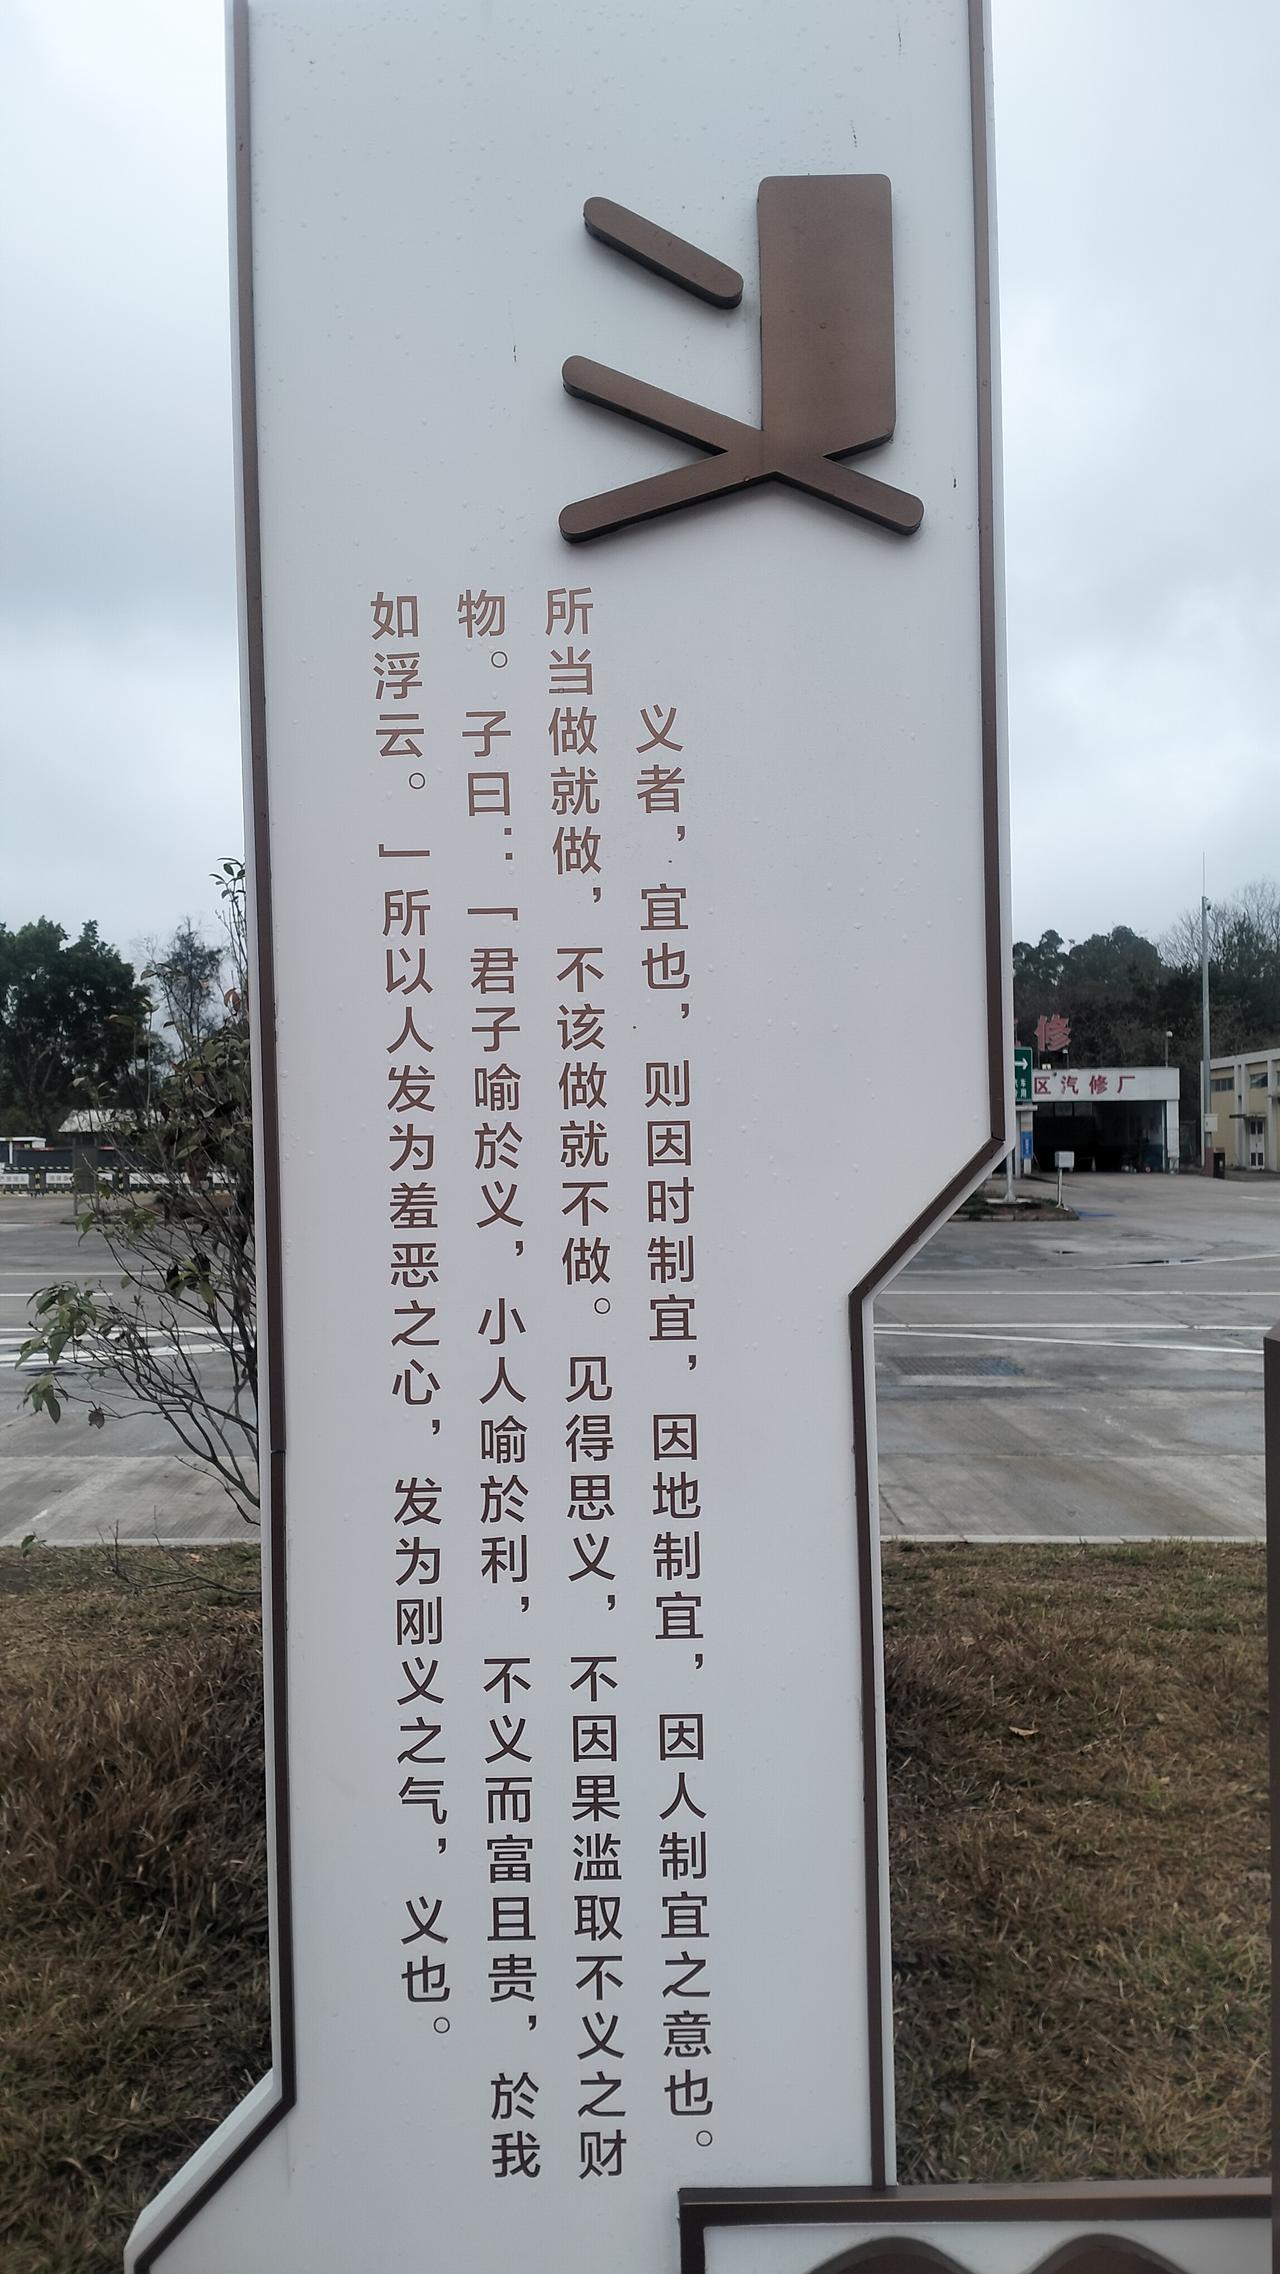 义
义者，宜也，则因时制宜，因地制宜，因人制宜之意也。
所当做就做，不该做就不做。见得思义，不因果滥取不义之财
物。子曰：「君子喻於义，小人喻於利，不义而富且贵，於我
如浮云。」所以人发为羞恶之心，发为刚义之气，义也。
修
区汽修厂